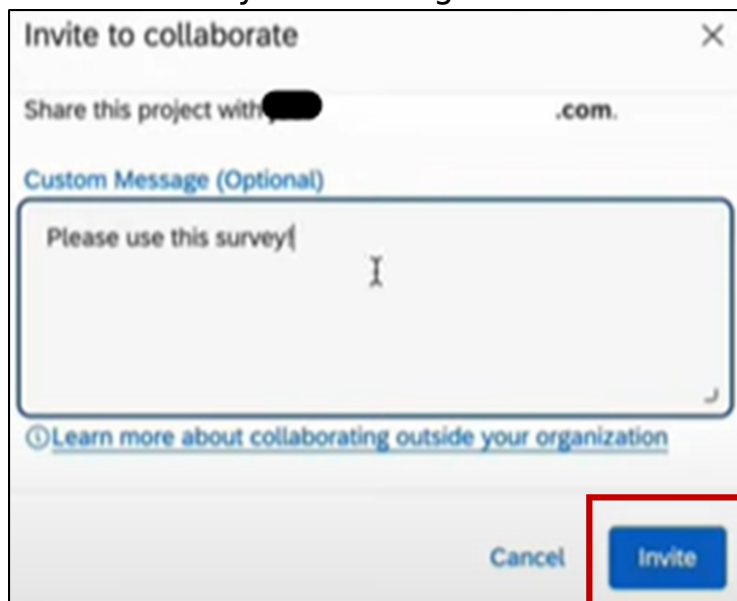 Invite to collaborate
Share this project with .com.
Custom Message (Optional)
Please use this survey!
Learn more about collaborating outside your organization
Cancel Invite